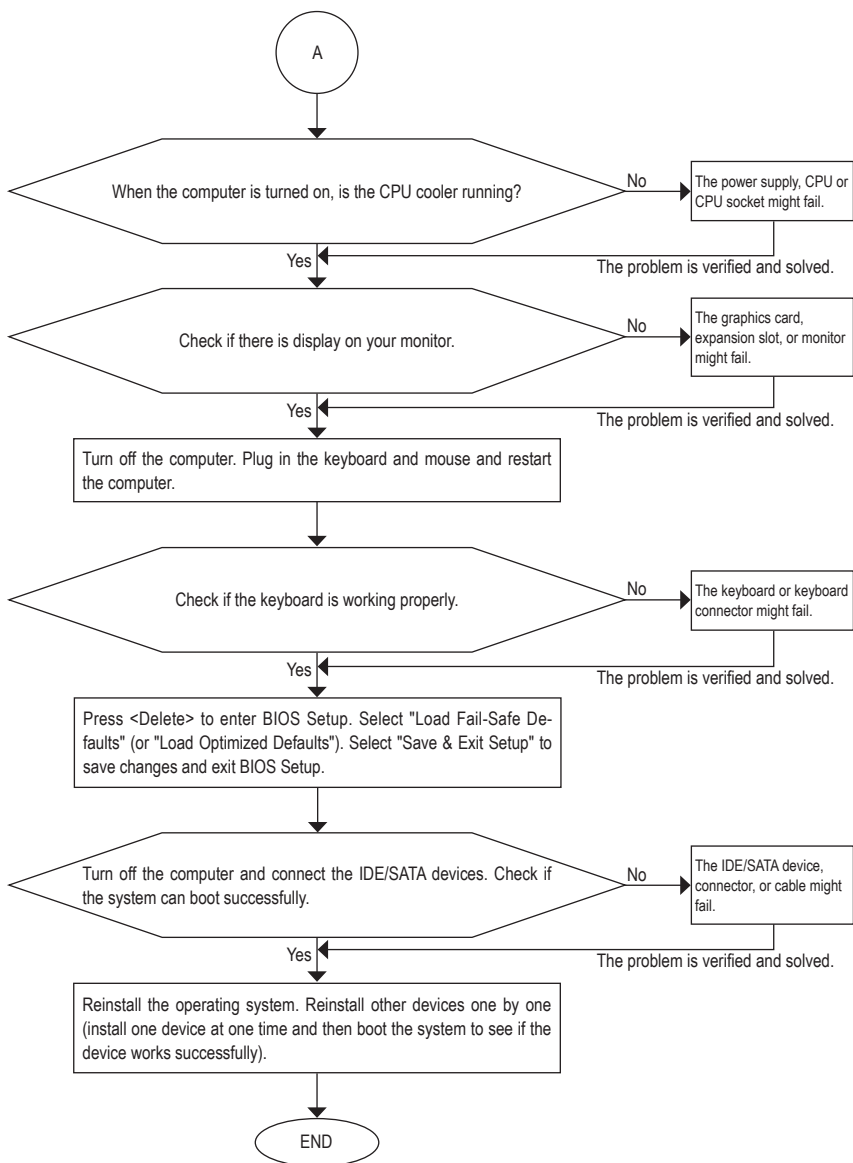 A
When the computer is turned on, is the CPU cooler running?
No
The power supply, CPU or
CPU socket might fail.
Yes
The problem is verified and solved.
Check if there is display on your monitor.
No
The graphics card,
expansion slot, or monitor
might fail.
Yes
The problem is verified and solved.
Turn off the computer. Plug in the keyboard and mouse and restart
the computer.
Check if the keyboard is working properly.
No
The keyboard or keyboard
connector might fail.
Yes
The problem is verified and solved.
Press <Delete> to enter BIOS Setup. Select "Load Fail-Safe De-
faults" (or "Load Optimized Defaults"). Select "Save & Exit Setup" to
save changes and exit BIOS Setup.
Turn off the computer and connect the IDE/SATA devices. Check if
the system can boot successfully.
No
The IDE/SATA device,
connector, or cable might
fail.
Yes
The problem is verified and solved.
Reinstall the operating system. Reinstall other devices one by one
(install one device at one time and then boot the system to see if the
device works successfully).
END